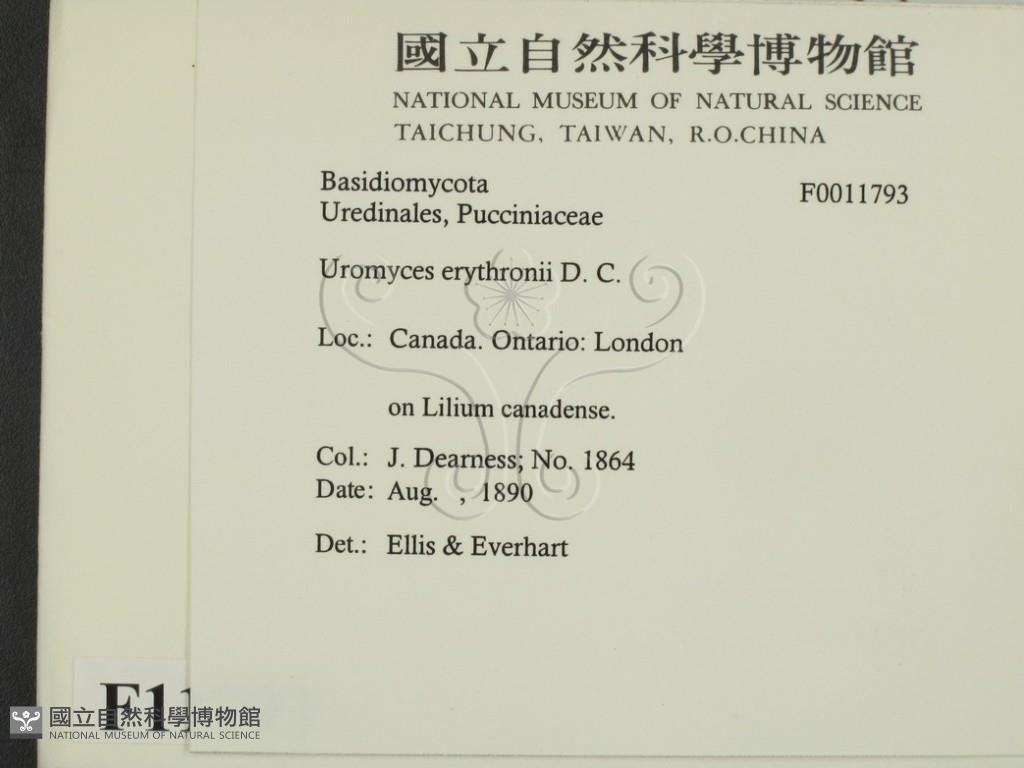 國立自然科學博物館
NATIONAL MUSEUM OF NATURAL SCIENCE
TAICHUNG, TAIWAN, R.O.CHINA
Basidiomycota
F0011793
Uredinales, Pucciniaceae
Uromyces erythronii D. C.
Loc.: Canada. Ontario: London
on Lilium canadense.
Col.: J. Dearness; No. 1864
Date: Aug. , 1890
Det.: Ellis & Everhart
F11
國立自然科學博物館
NATIONAL MUSEUM OF NATURAL SCIENCE